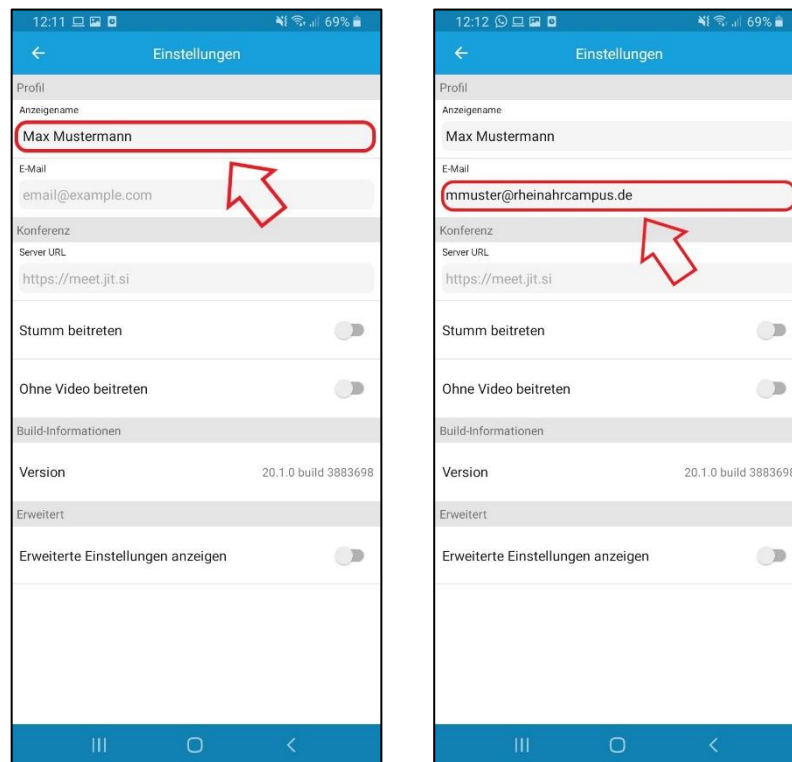 12:11 69%
Einstellungen
Profil
Anzeigename
Max Mustermann
E-Mail
email@example.com
Konferenz
Server URL
https://meet.jit.si
Stumm beitreten
Ohne Video beitreten
Build-Informationen
Version 20.1.0 build 3883698
Erweitert
Erweiterte Einstellungen anzeigen
12:12 69%
Einstellungen
Profil
Anzeigename
Max Mustermann
E-Mail
mmuster@rheinahrcampus.de
Konferenz
Server URL
https://meet.jit.si
Stumm beitreten
Ohne Video beitreten
Build-Informationen
Version 20.1.0 build 3883698
Erweitert
Erweiterte Einstellungen anzeigen